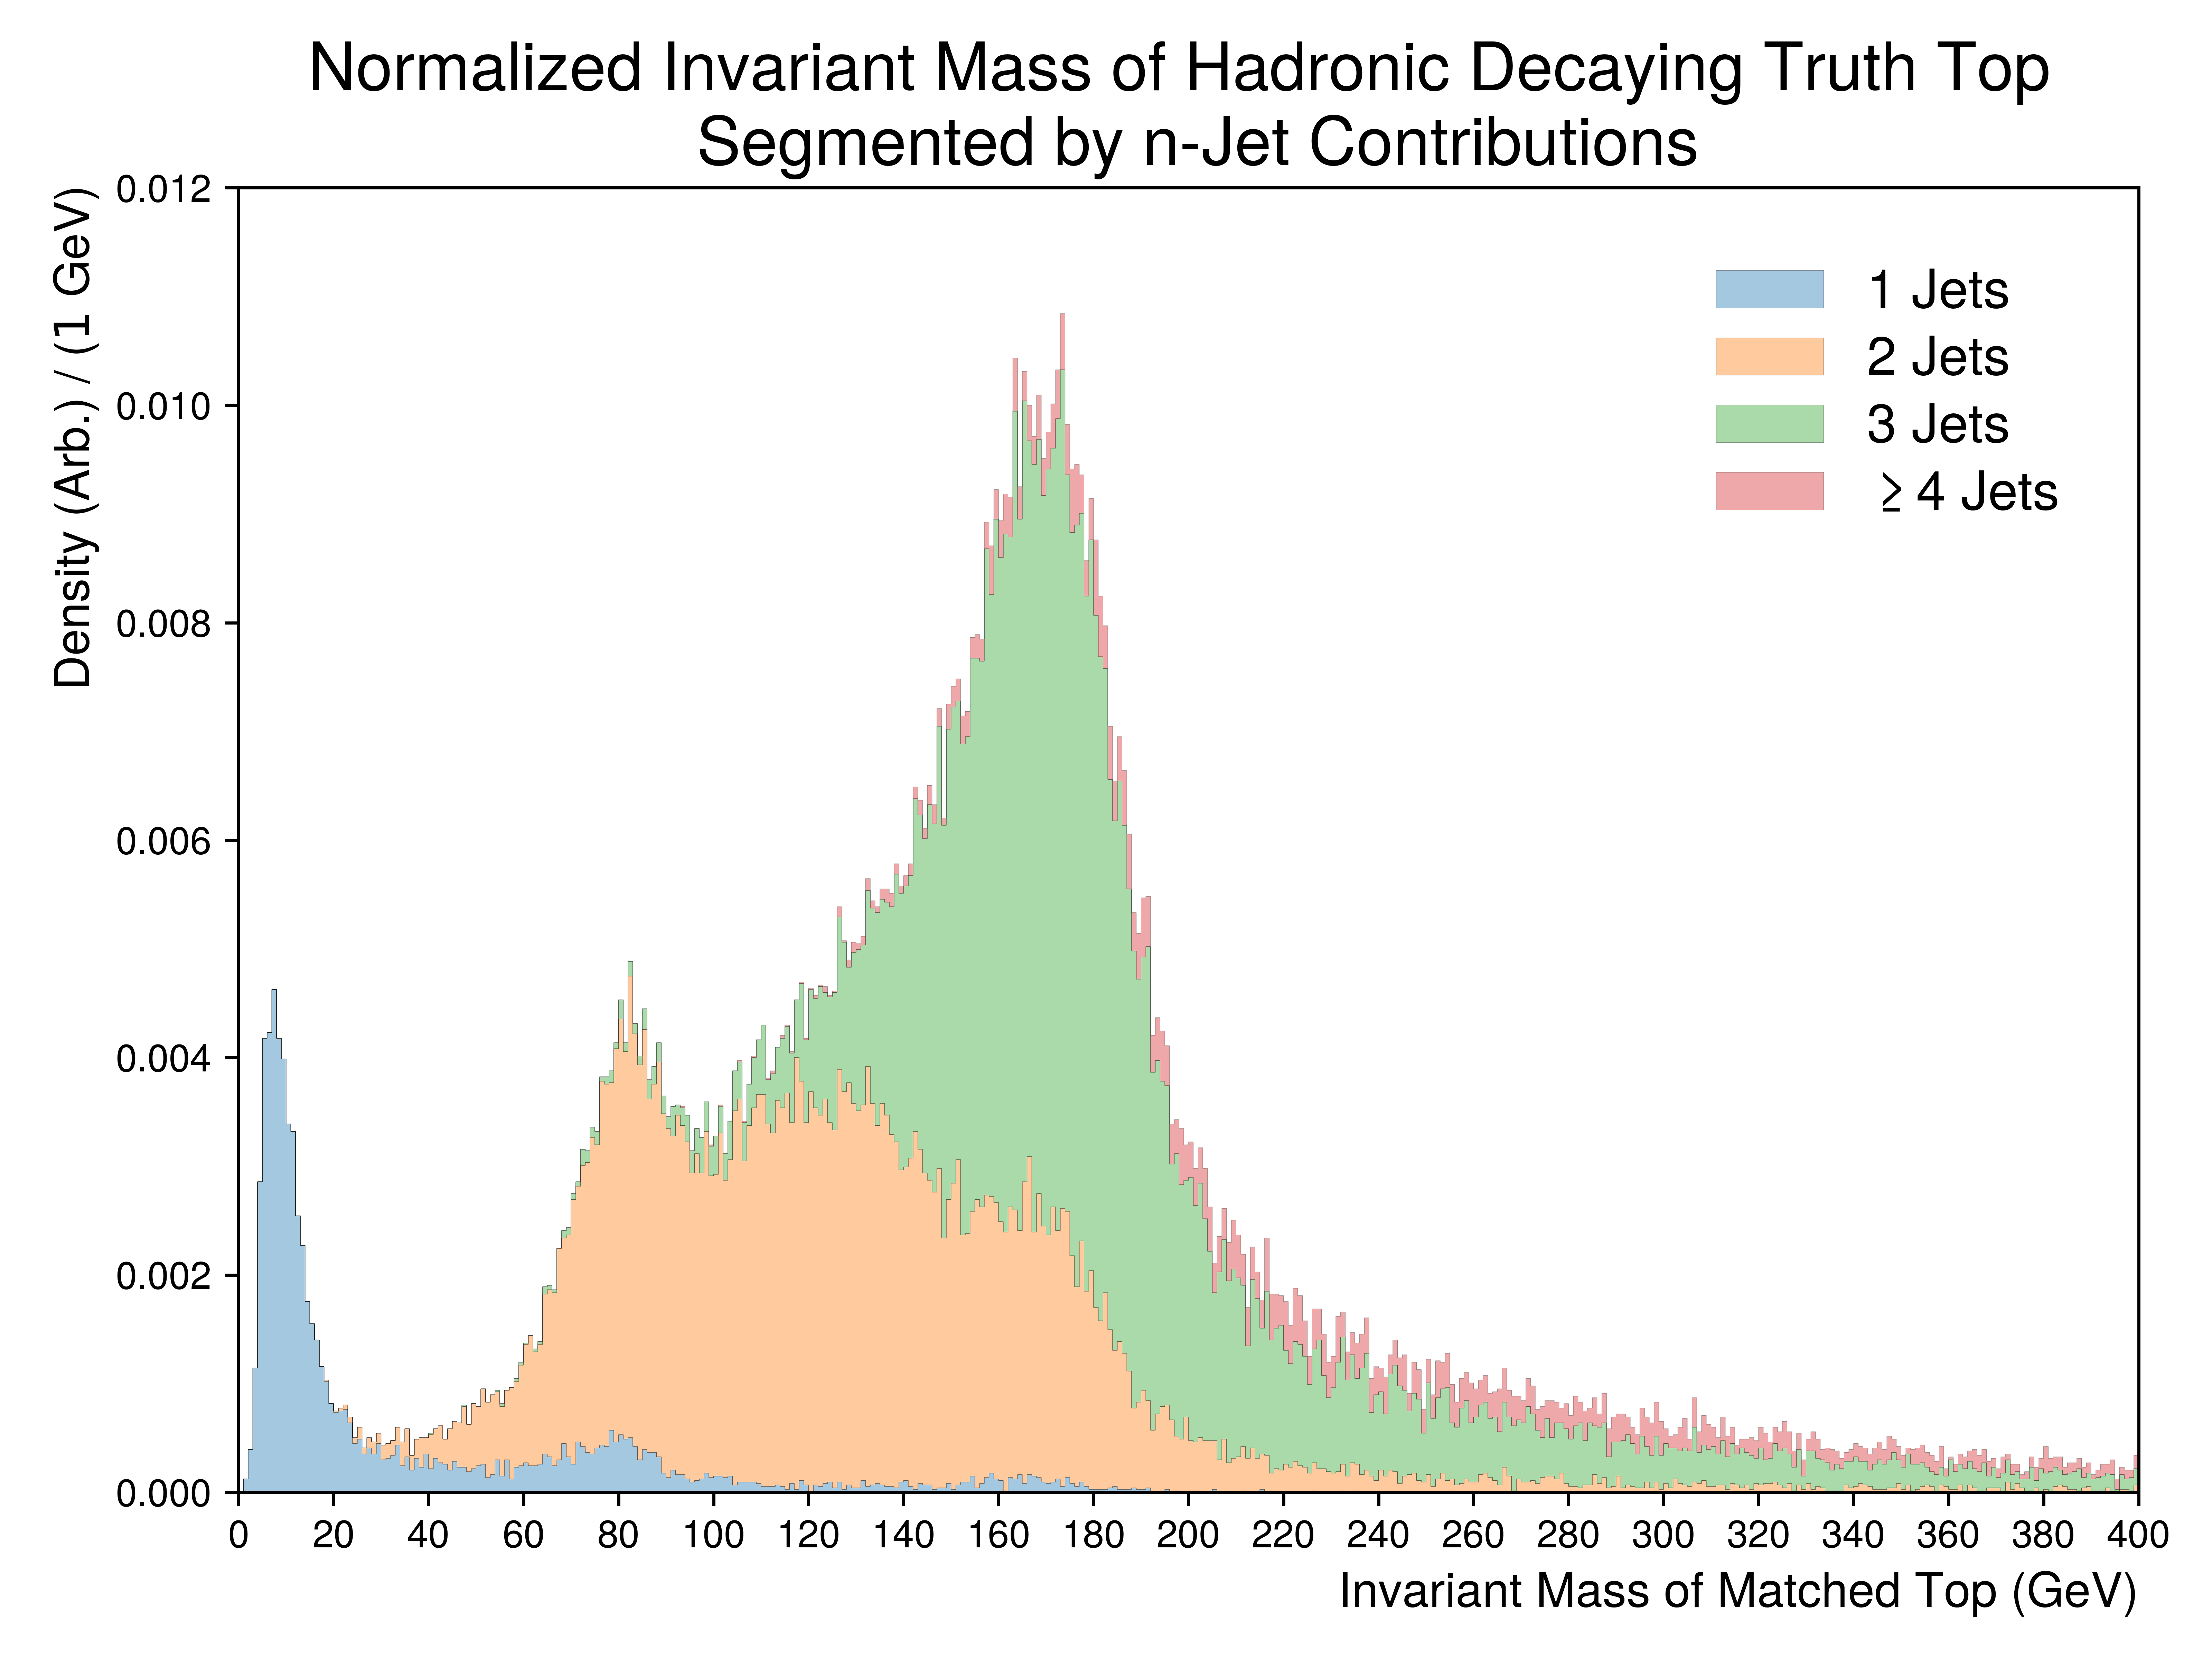 Normalized Invariant Mass of Hadronic Decaying Truth Top
Segmented by n-Jet Contributions
Density (Arb.) / (1 GeV)
0.012
0.010
0.008
0.006
0.004
0.002
0.000
1 Jets
2 Jets
3 Jets
≥ 4 Jets
0 20 40 60 80 100 120 140 160 180 200 220 240 260 280 300 320 340 360 380 400
Invariant Mass of Matched Top (GeV)